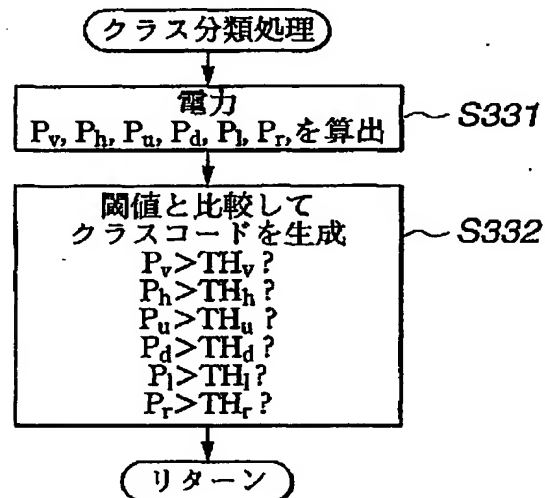 クラス分類処理
電力
Pv, Ph, Pu, Pd, Pl, Pr, を算出
S331
閾値と比較して
クラスコードを生成
S332
Pv>THv?
Ph>THh?
Pu>THu?
Pd>THd?
Pl>THl?
Pr>THr?
リターン